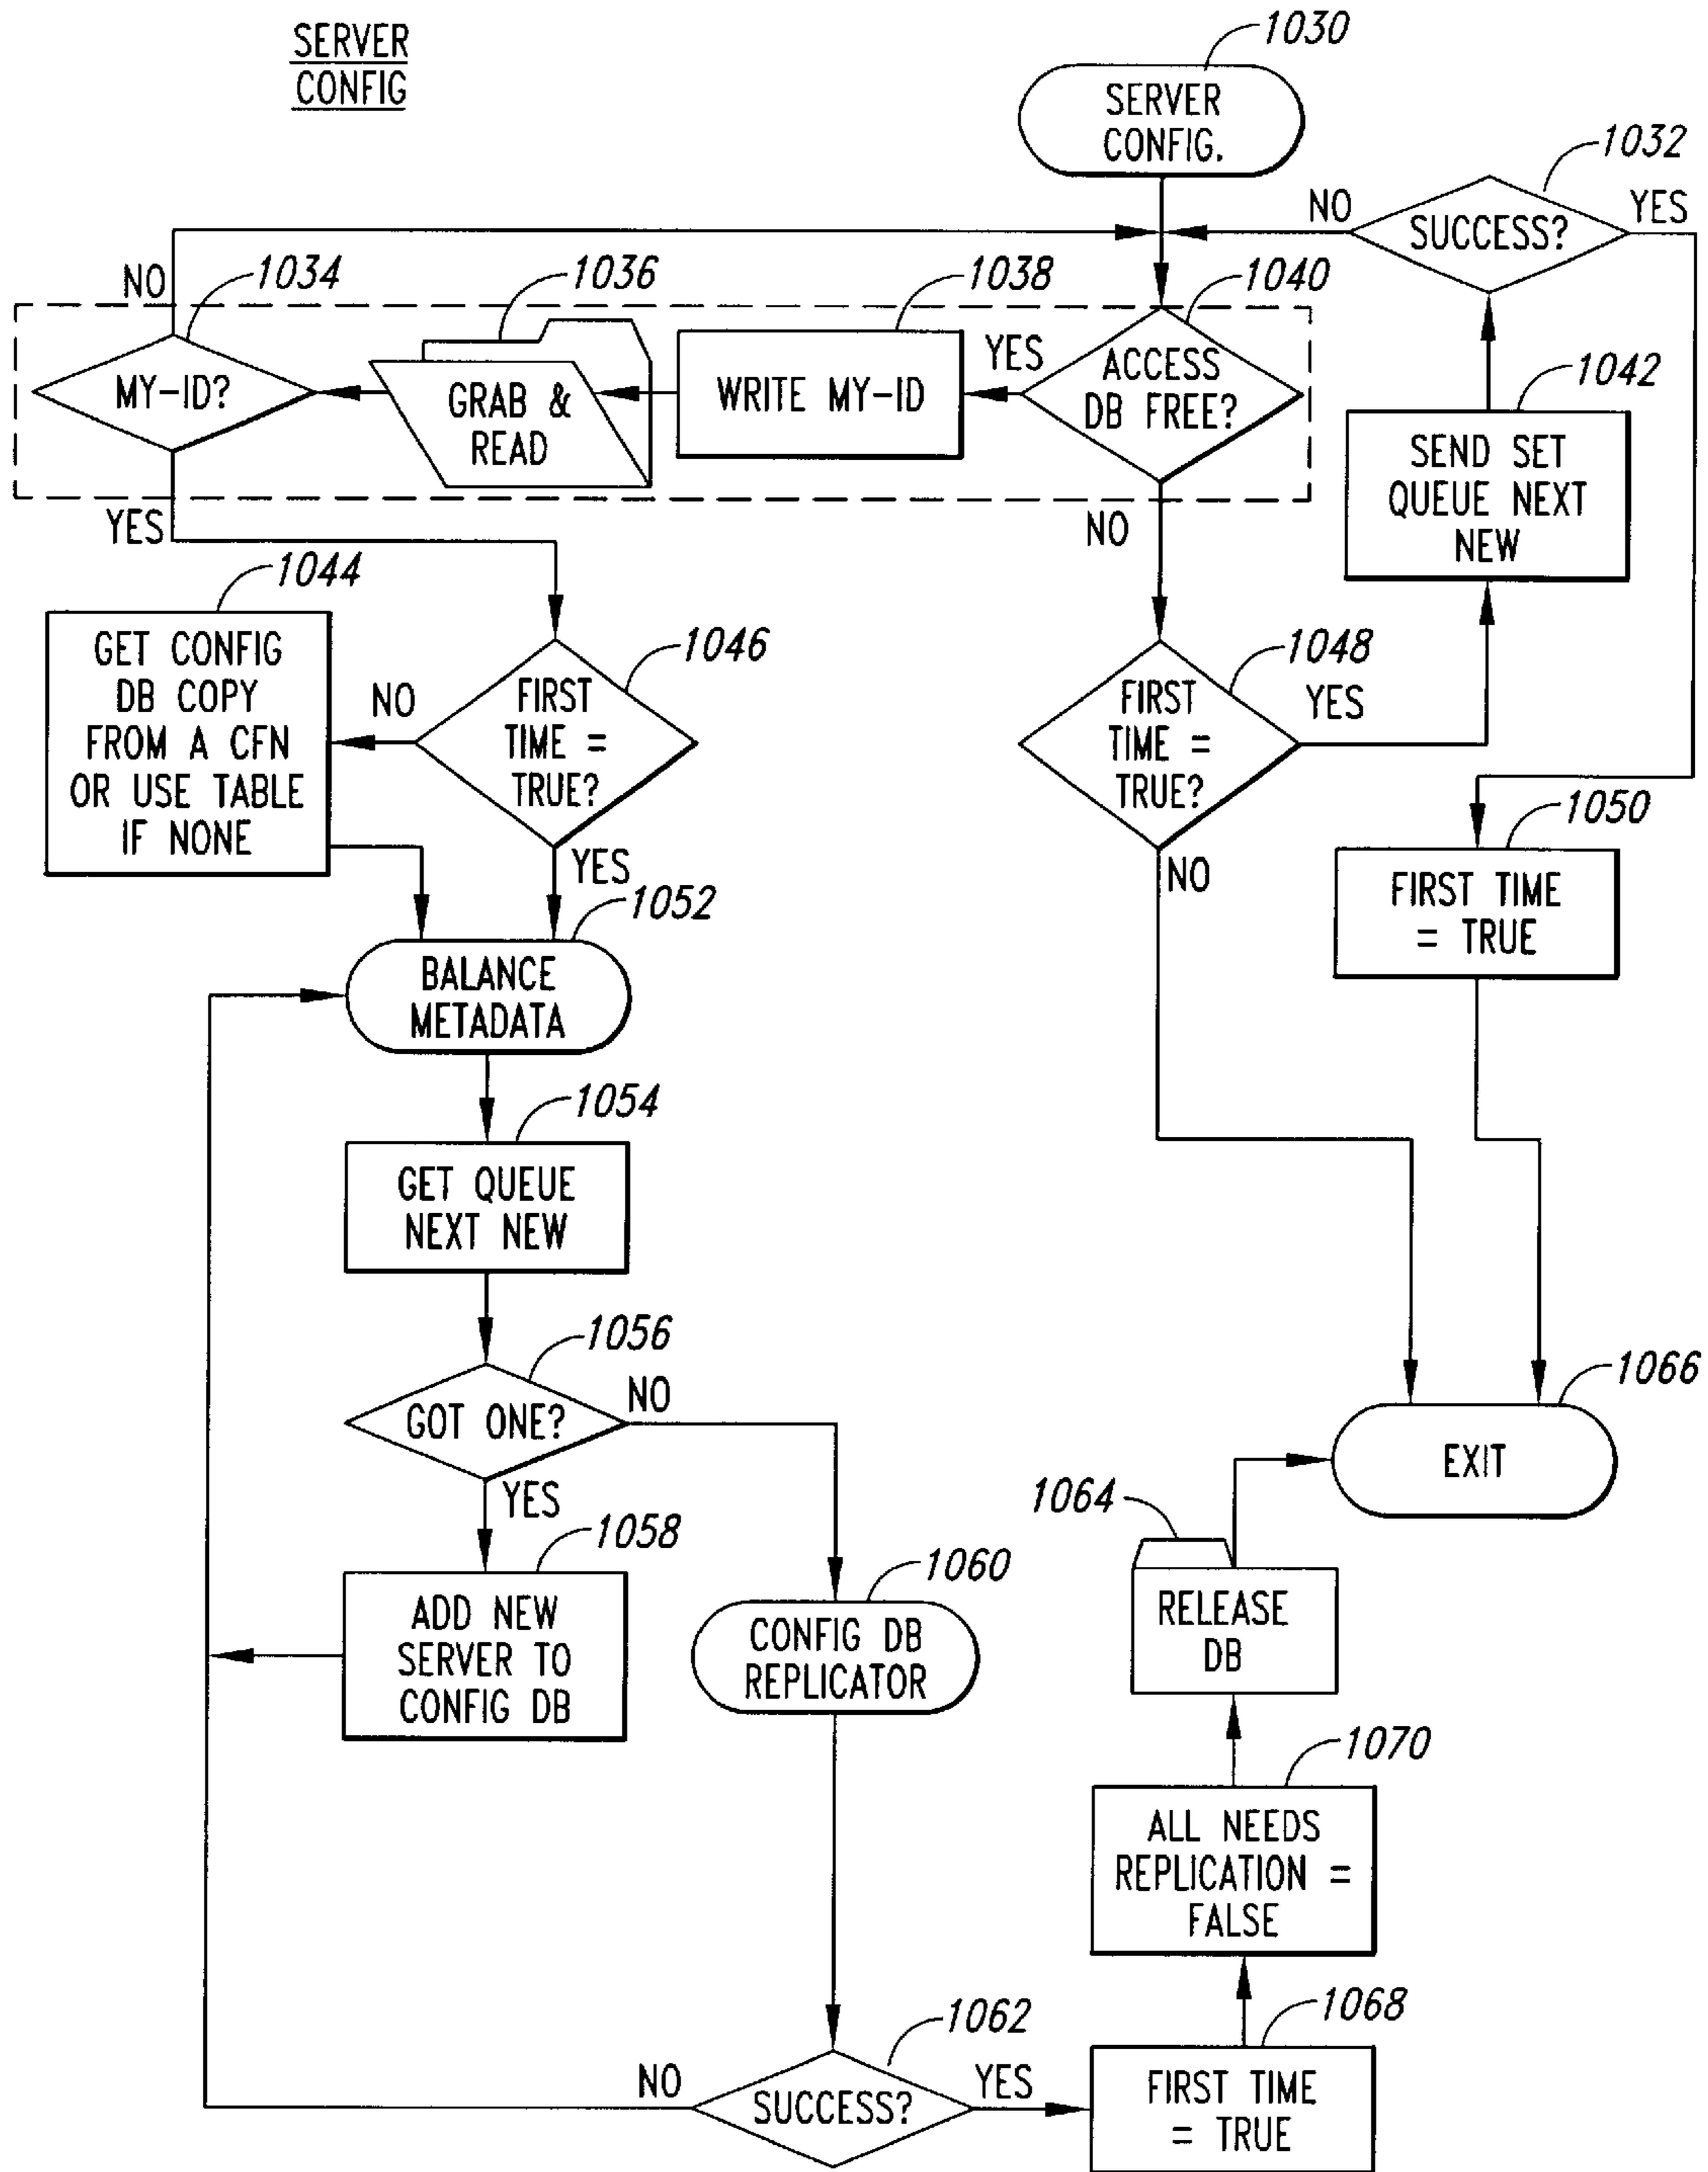 SERVER
CONFIG
1030
SERVER
CONFIG.
1032
NO
SUCCESS?
YES
NO
1034
1036
1038
1040
MY-ID?
GRAB &
READ
WRITE MY-ID
YES
ACCESS
DB FREE?
1042
SEND SET
QUEUE NEXT
NEW
YES
NO
1044
GET CONFIG
DB COPY
FROM A CFN
OR USE TABLE
IF NONE
NO
1046
FIRST
TIME =
TRUE?
YES
1048
FIRST
TIME =
TRUE?
YES
NO
1050
FIRST TIME
= TRUE
1052
BALANCE
METADATA
1054
GET QUEUE
NEXT NEW
1056
GOT ONE?
NO
YES
1058
ADD NEW
SERVER TO
CONFIG DB
1060
CONFIG DB
REPLICATOR
1066
EXIT
1064
RELEASE
DB
1070
ALL NEEDS
REPLICATION =
FALSE
1062
NO
SUCCESS?
YES
1068
FIRST TIME
= TRUE